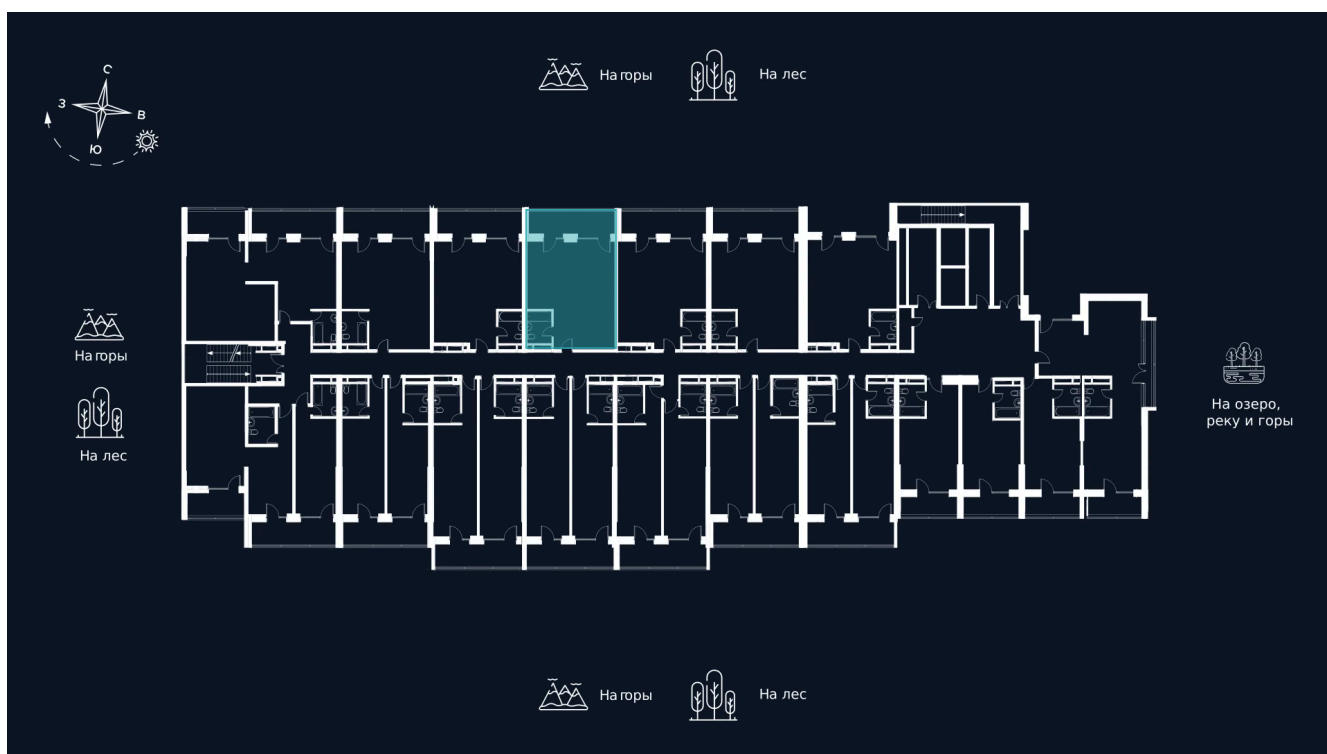 На горы
На лес
С
З
В
Ю
На горы
На лес
На озеро,
реку и горы
На горы
На лес